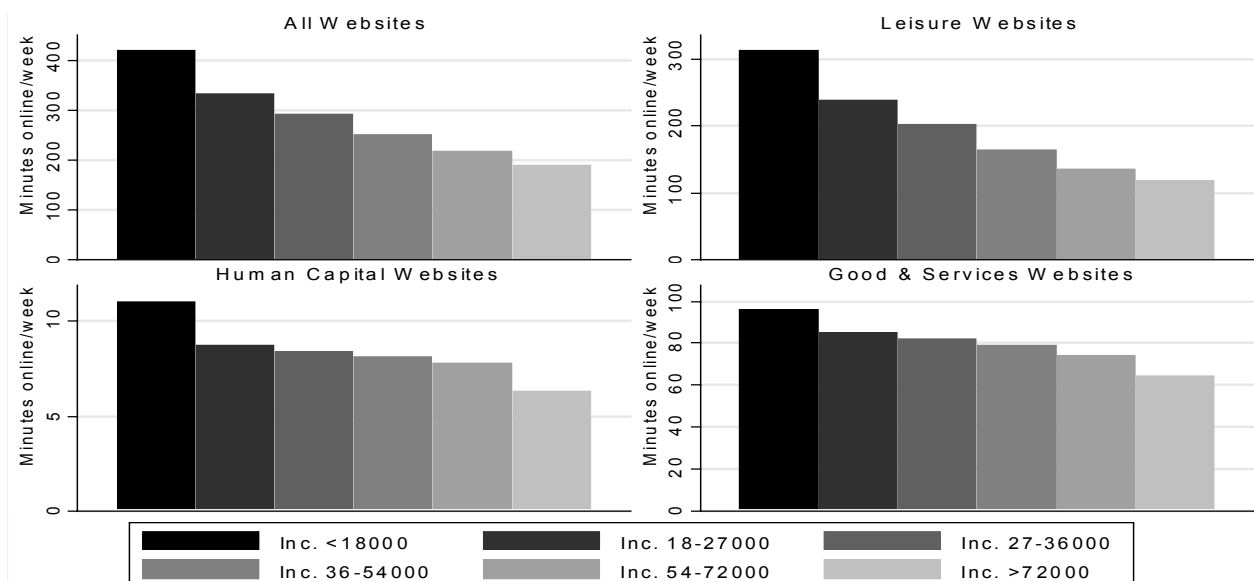 All Websites
Minutes online/week
400
300
200
100
0
Leisure Websites
Minutes online/week
300
200
100
0
Human Capital Websites
Minutes online/week
10
5
0
Good & Services Websites
Minutes online/week
100
80
60
40
20
0
Inc. <18000 Inc. 18-27000 Inc. 27-36000
Inc. 36-54000 Inc. 54-72000 Inc. >72000